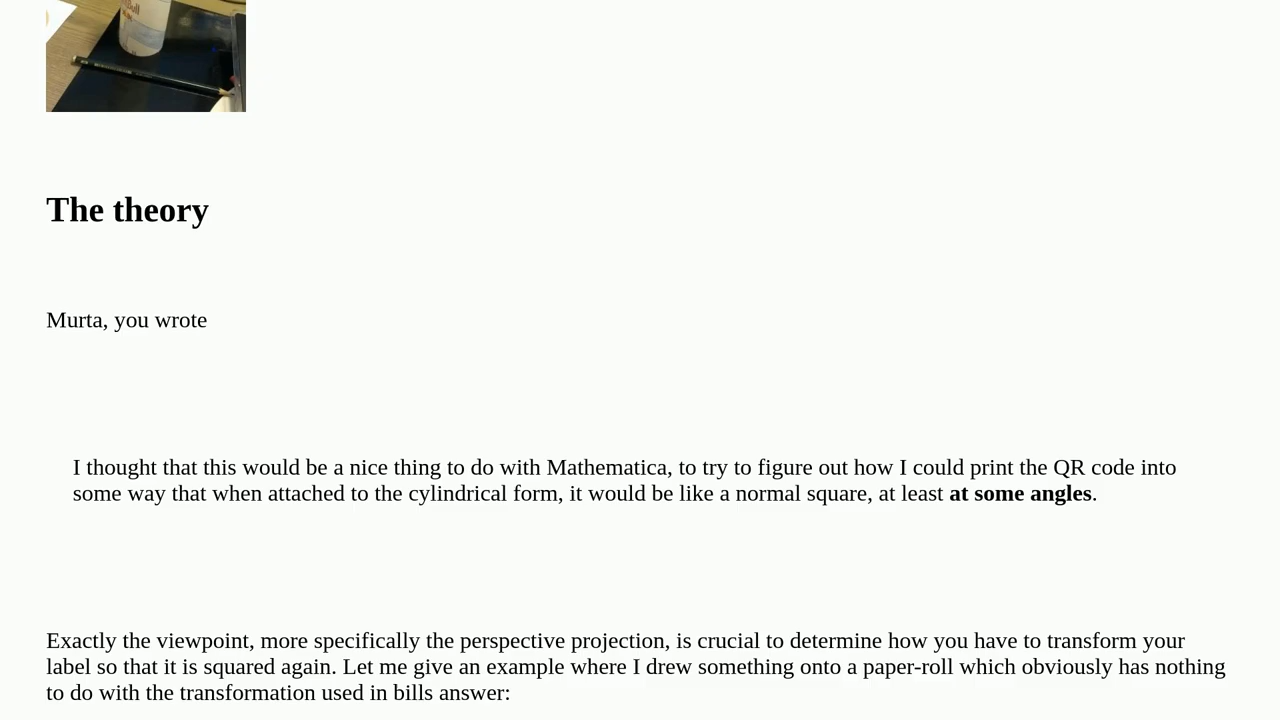 The theory
Murta, you wrote
I thought that this would be a nice thing to do with Mathematica, to try to figure out how I could print the QR code into
some way that when attached to the cylindrical form, it would be like a normal square, at least at some angles.
Exactly the viewpoint, more specifically the perspective projection, is crucial to determine how you have to transform your
label so that it is squared again. Let me give an example where I drew something onto a paper-roll which obviously has nothing
to do with the transformation used in bills answer: